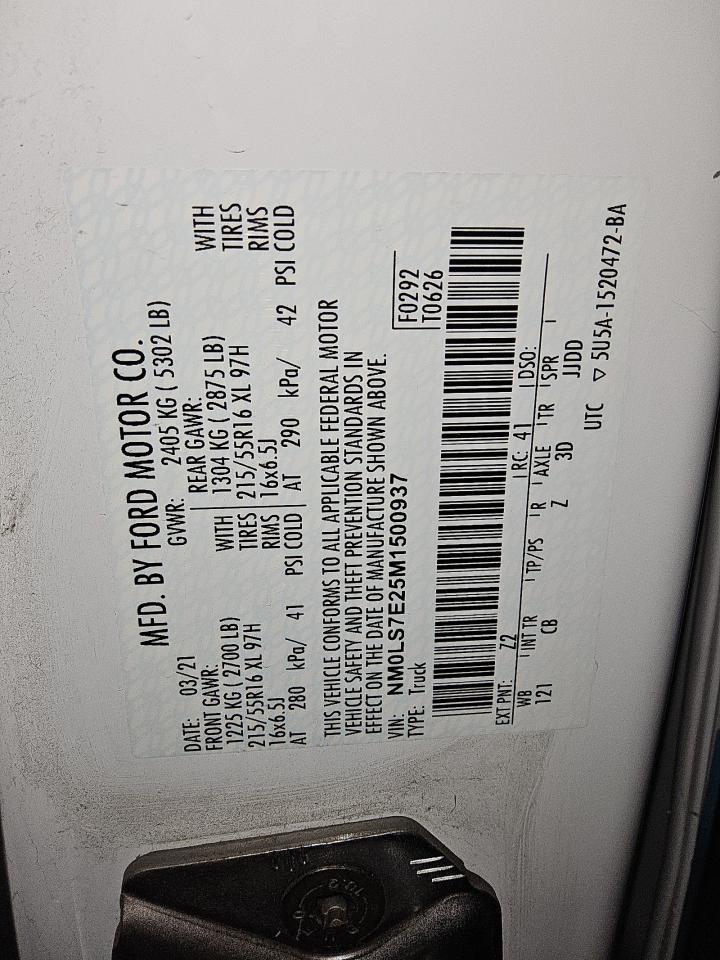 MFD. BY FORD MOTOR CO.
DATE: 03/21 GVWR: 2405 KG ( 5302 LB)
FRONT GAWR: REAR GAWR:
1225 KG ( 2700 LB) WITH 1304 KG ( 2875 LB) WITH
215/55R16 XL 97H TIRES 215/55R16 XL 97H TIRES
16x6.5J RIMS 16x6.5J RIMS
AT 280 kPa/ 41 PSI COLD AT 290 kPa/ 42 PSI COLD
THIS VEHICLE CONFORMS TO ALL APPLICABLE FEDERAL MOTOR
VEHICLE SAFETY AND THEFT PREVENTION STANDARDS IN
EFFECT ON THE DATE OF MANUFACTURE SHOWN ABOVE.
VIN: NM0LS7E25M1500937 F0292
TYPE: Truck T0626
EXT PNT: Z2 RC: 41 DSO:
WB INT TR TP/PS R AXLE TR SPR
121 CB Z 3D JJDD
UTC ▽ 5U5A-1520472-BA